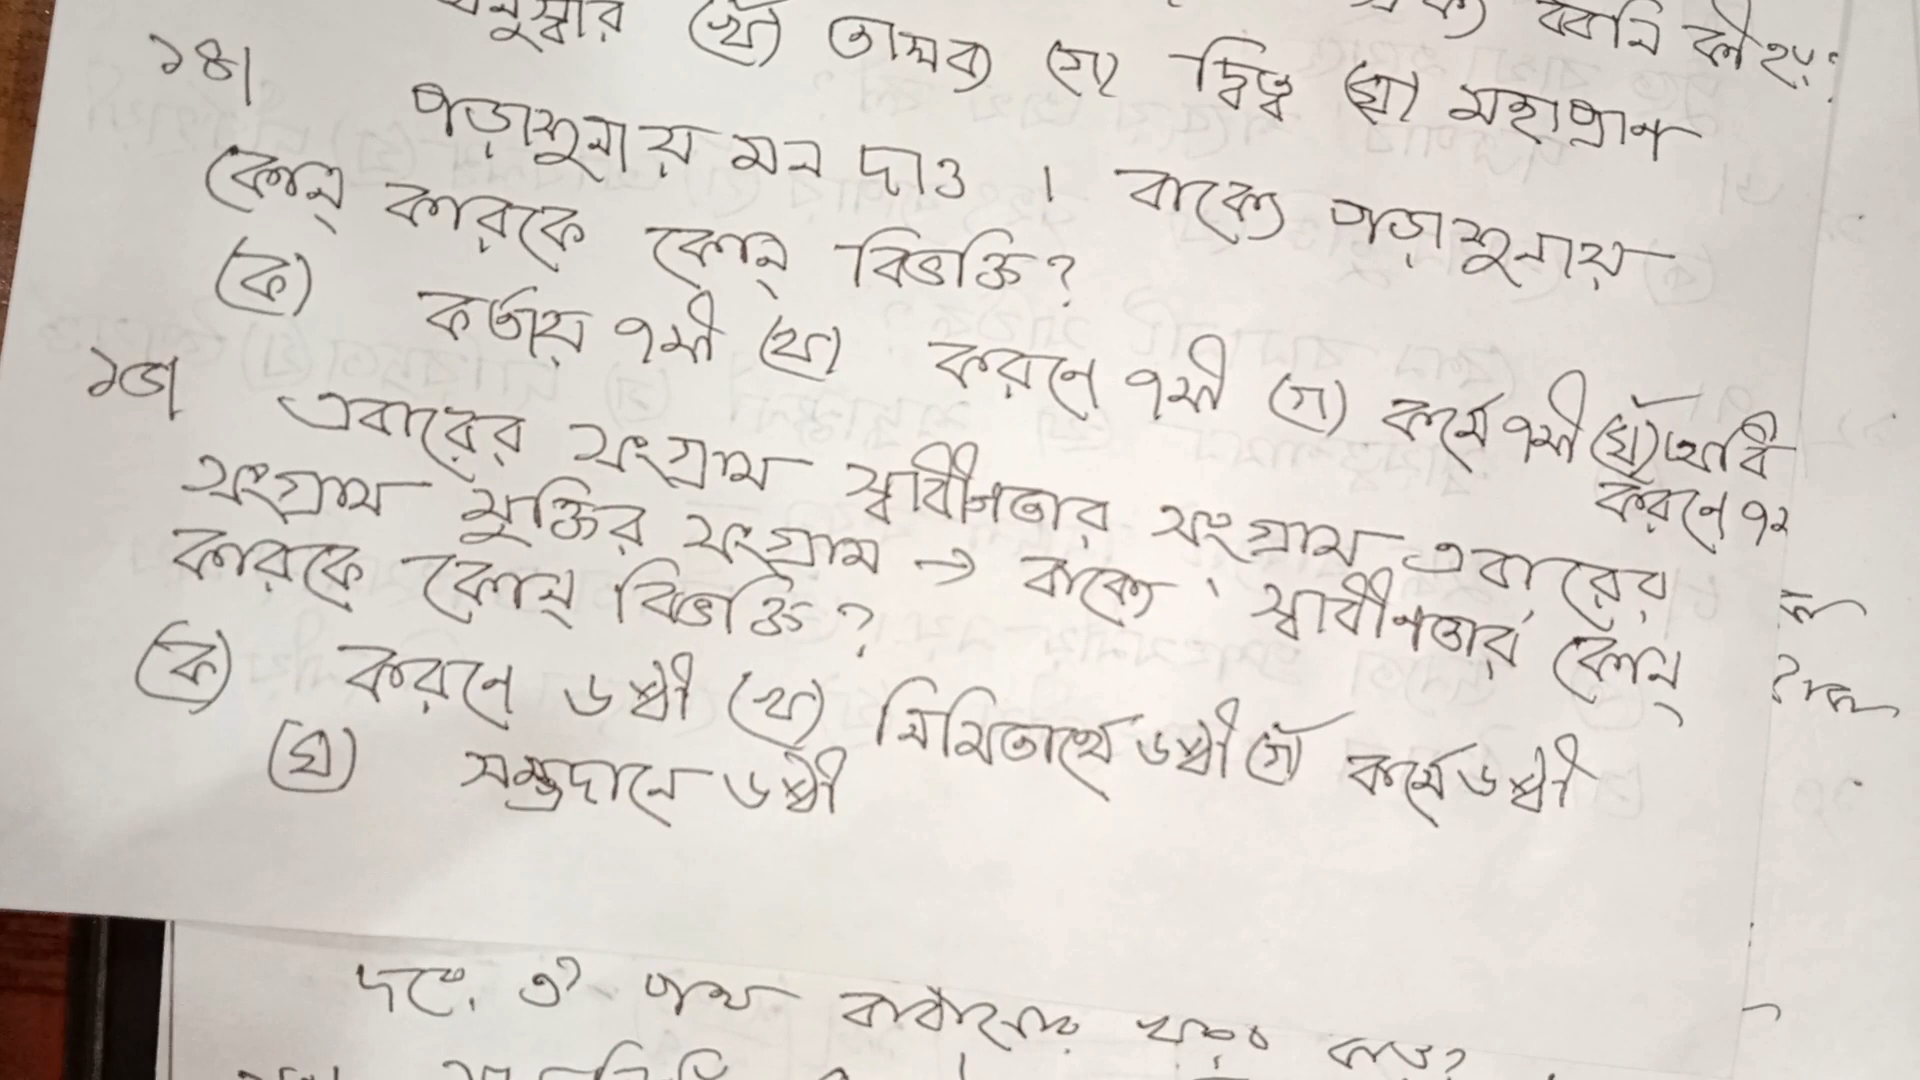 অনুস্বার (খ) তালব্য (গ) দ্বিত্ব (ঘ) মহাপ্রাণ
১৪। পড়াশুনায় মন দাও । বাক্যে পড়াশুনায়
কোন্ কারকে কোন্ বিভক্তি?
(ক) কর্তায় ৭মী (খ) করণে ৭মী (গ) কর্মে ৭মী (ঘ) অধি
করণে ৭ম
১৫। এবারের সংগ্রাম স্বাধীনতার সংগ্রাম এবারের
সংগ্রাম মুক্তির সংগ্রাম → বাক্যে 'স্বাধীনতার' কোন্
কারকে কোন্ বিভক্তি?
(ক) করণে ৬ষ্ঠী (খ) নিমিতার্থে ৬ষ্ঠী (গ) কর্মে ৬ষ্ঠী
(ঘ) সম্প্রদানে ৬ষ্ঠী